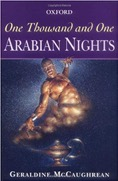 OXFORD
One Thousand and One
ARABIAN NIGHTS
GERALDINE MCCAUGHREAN